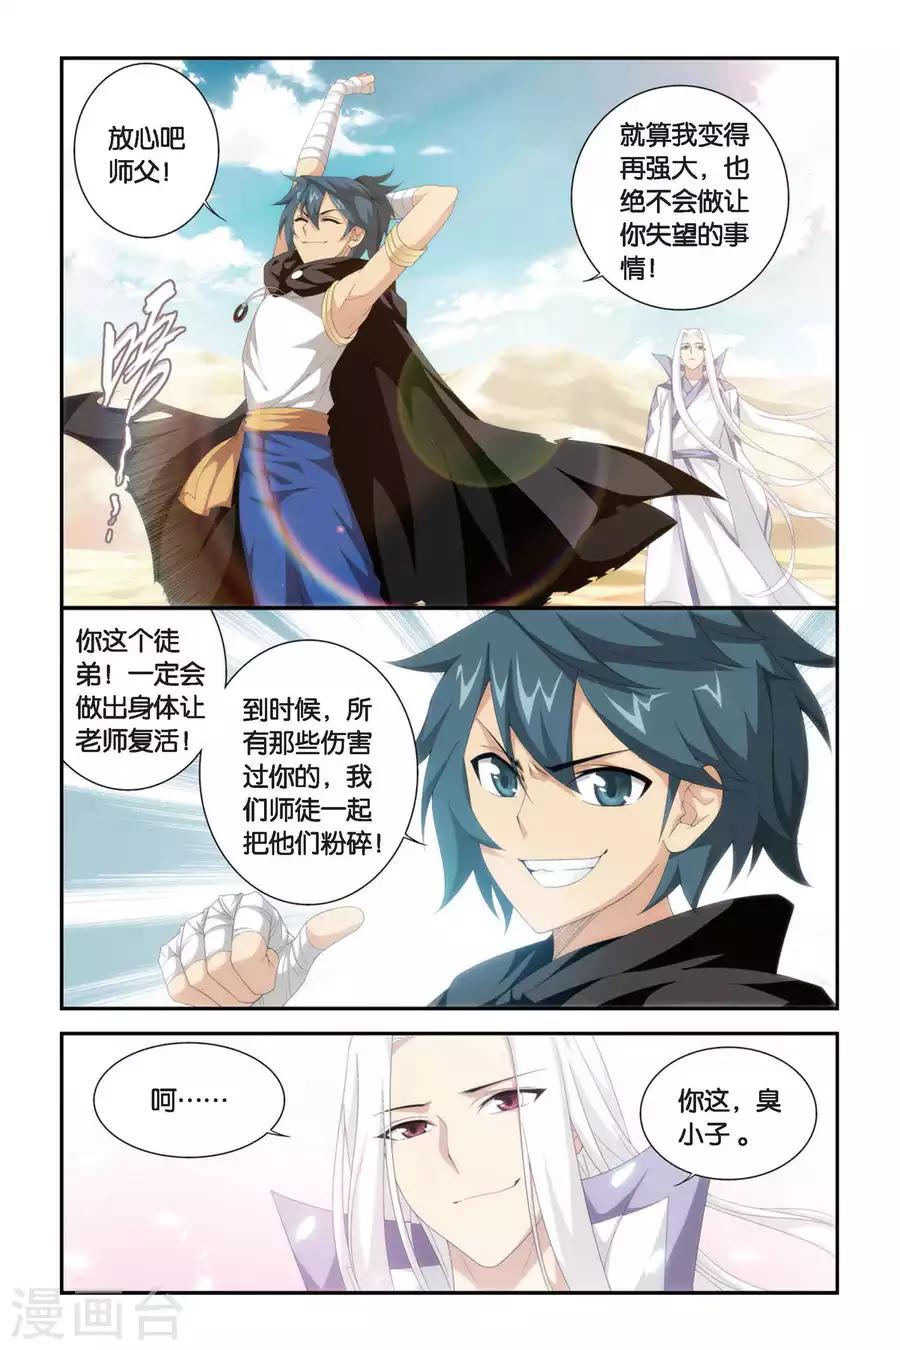 放心吧
师父！
就算我变得
再强大，也
绝不会做让
你失望的事
情！
你这个徒
弟！一定会
做出身体让
老师复活！
到时候，所
有那些伤害
过你的，我
们师徒一起
把他们粉碎！
呵……
你这，臭
小子。
漫画台